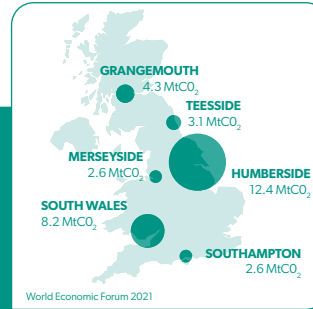 GRANGEMOUTH
4.3 MtC0₂
TEESSIDE
3.1 MtC0₂
MERSEYSIDE
2.6 MtC0₂
HUMBERSIDE
12.4 MtC0₂
SOUTH WALES
8.2 MtC0₂
SOUTHAMPTON
2.6 MtC0₂
World Economic Forum 2021